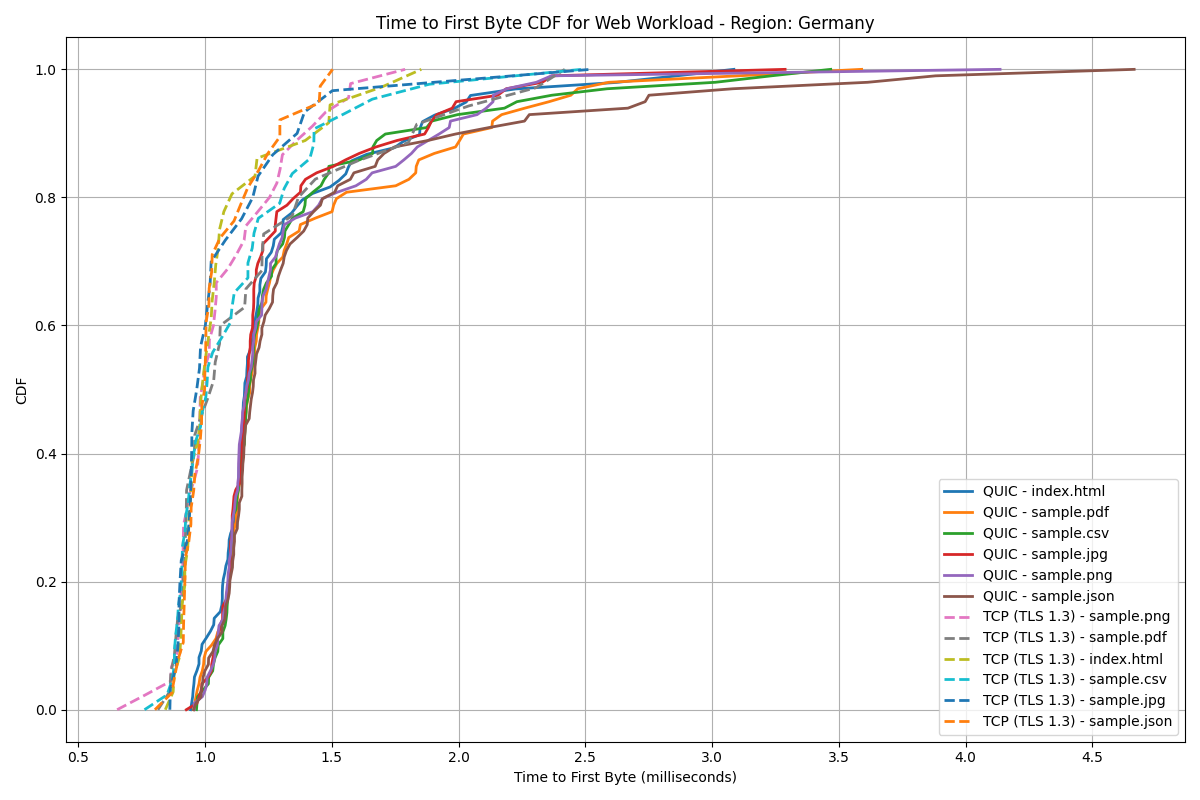 Time to First Byte CDF for Web Workload - Region: Germany
CDF
1.0
0.8
0.6
0.4
0.2
0.0
QUIC - index.html
QUIC - sample.pdf
QUIC - sample.csv
QUIC - sample.jpg
QUIC - sample.png
QUIC - sample.json
TCP (TLS 1.3) - sample.png
TCP (TLS 1.3) - sample.pdf
TCP (TLS 1.3) - index.html
TCP (TLS 1.3) - sample.csv
TCP (TLS 1.3) - sample.jpg
TCP (TLS 1.3) - sample.json
0.5 1.0 1.5 2.0 2.5 3.0 3.5 4.0 4.5
Time to First Byte (milliseconds)